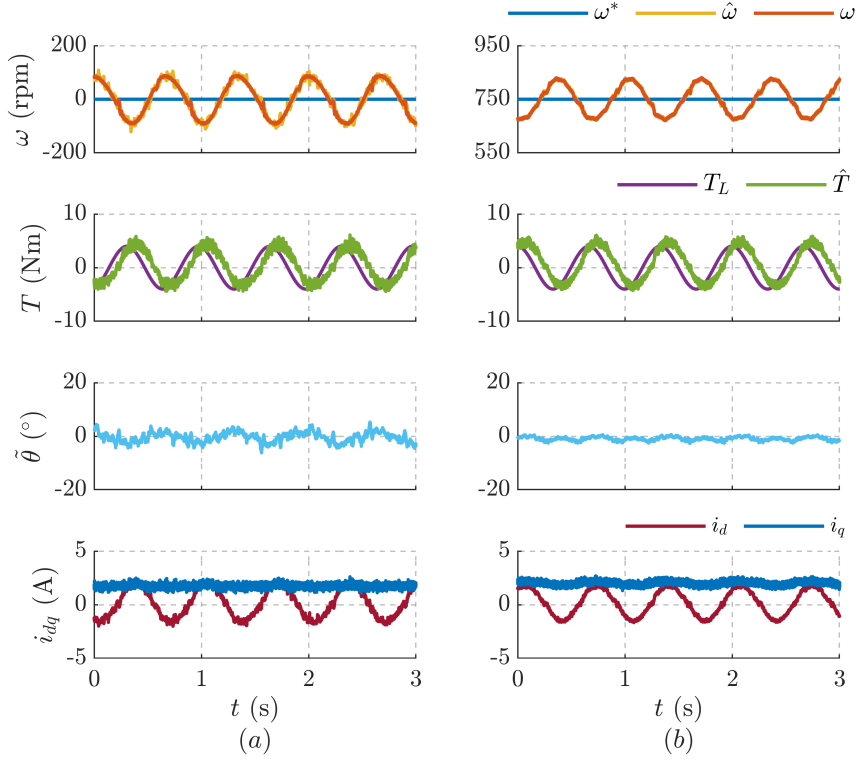 ω* ω̂ ω
ω (rpm)
200
0
-200
950
750
550
T_L T̂
T (Nm)
10
0
-10
10
0
-10
θ̃ (°)
20
0
-20
20
0
-20
i_d i_q
i_dq (A)
5
0
-5
5
0
-5
0 1 2 3
0 1 2 3
t (s)
t (s)
(a)
(b)